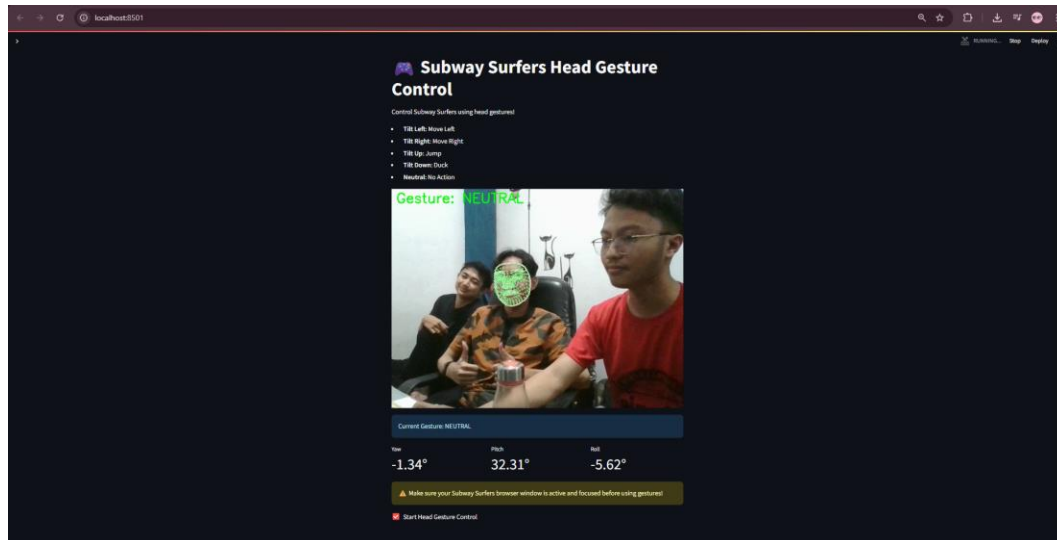 localhost:8501
RUNNING... Stop Deploy
Subway Surfers Head Gesture
Control
Control Subway Surfers using head gestures!
Tilt Left: Move Left
Tilt Right: Move Right
Tilt Up: Jump
Tilt Down: Duck
Neutral: No Action
Gesture: NEUTRAL
Current Gesture: NEUTRAL
Yaw Pitch Roll
-1.34° 32.31° -5.62°
Make sure your Subway Surfers browser window is active and focused before using gestures!
Start Head Gesture Control